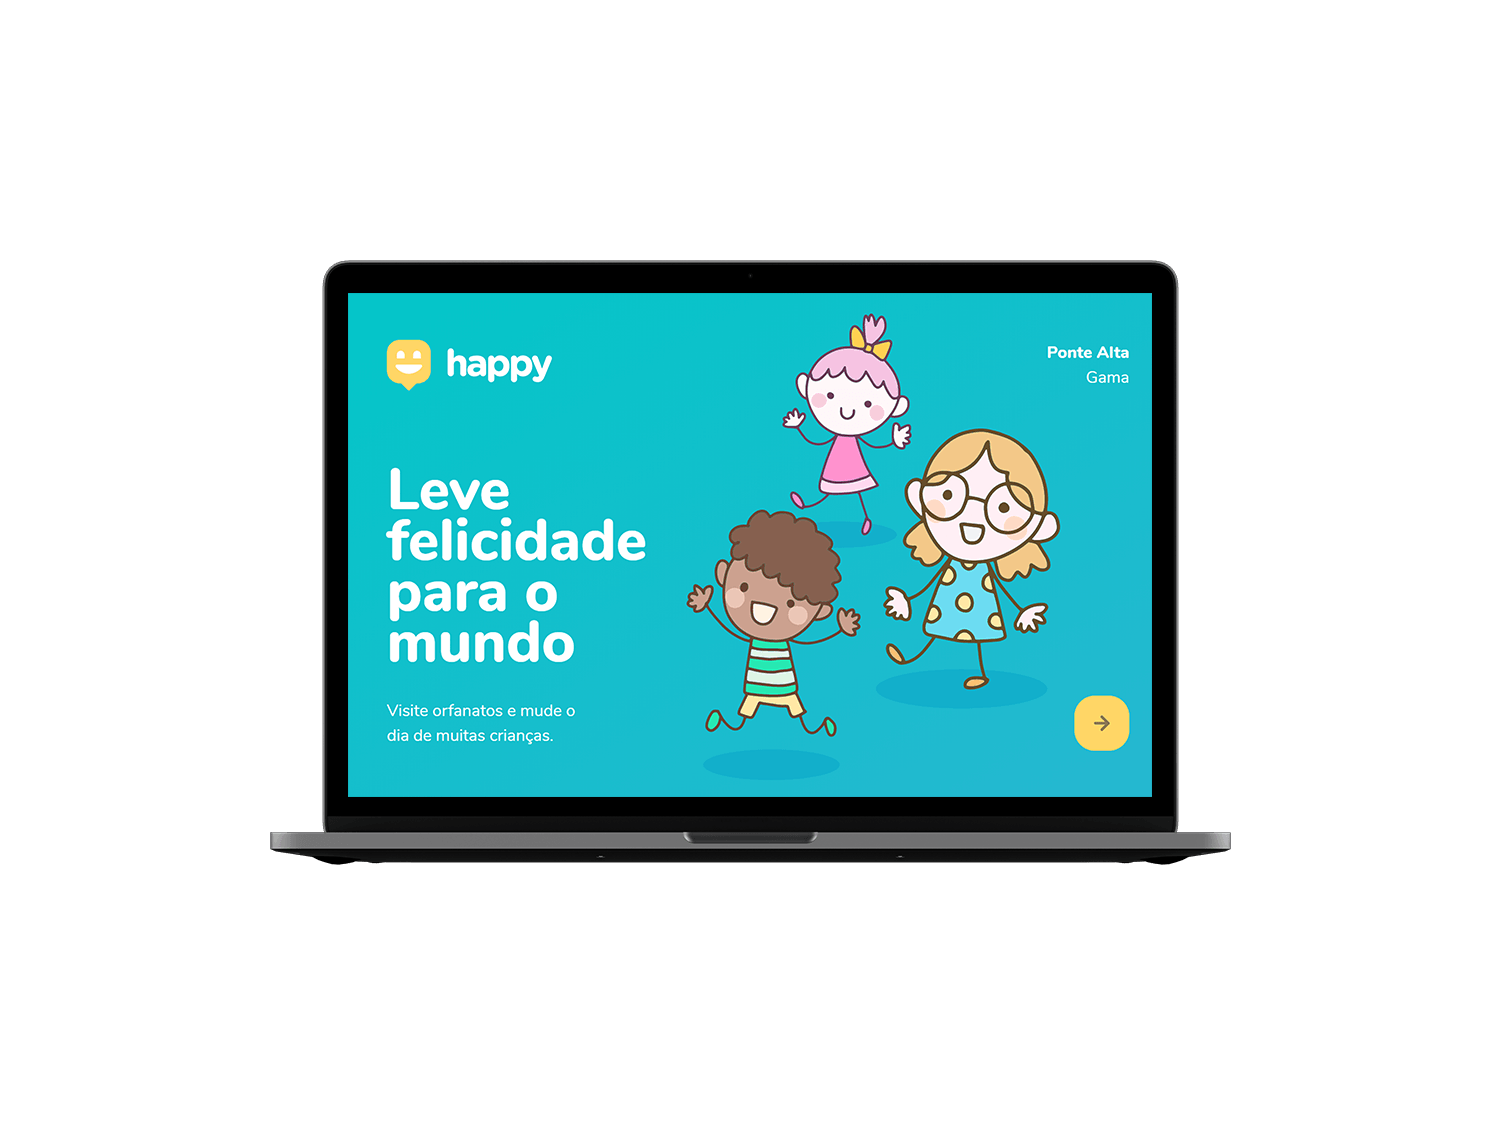 happy
Ponte Alta
Gama
Leve
felicidade
para o
mundo
Visite orfanatos e mude o
dia de muitas crianças.